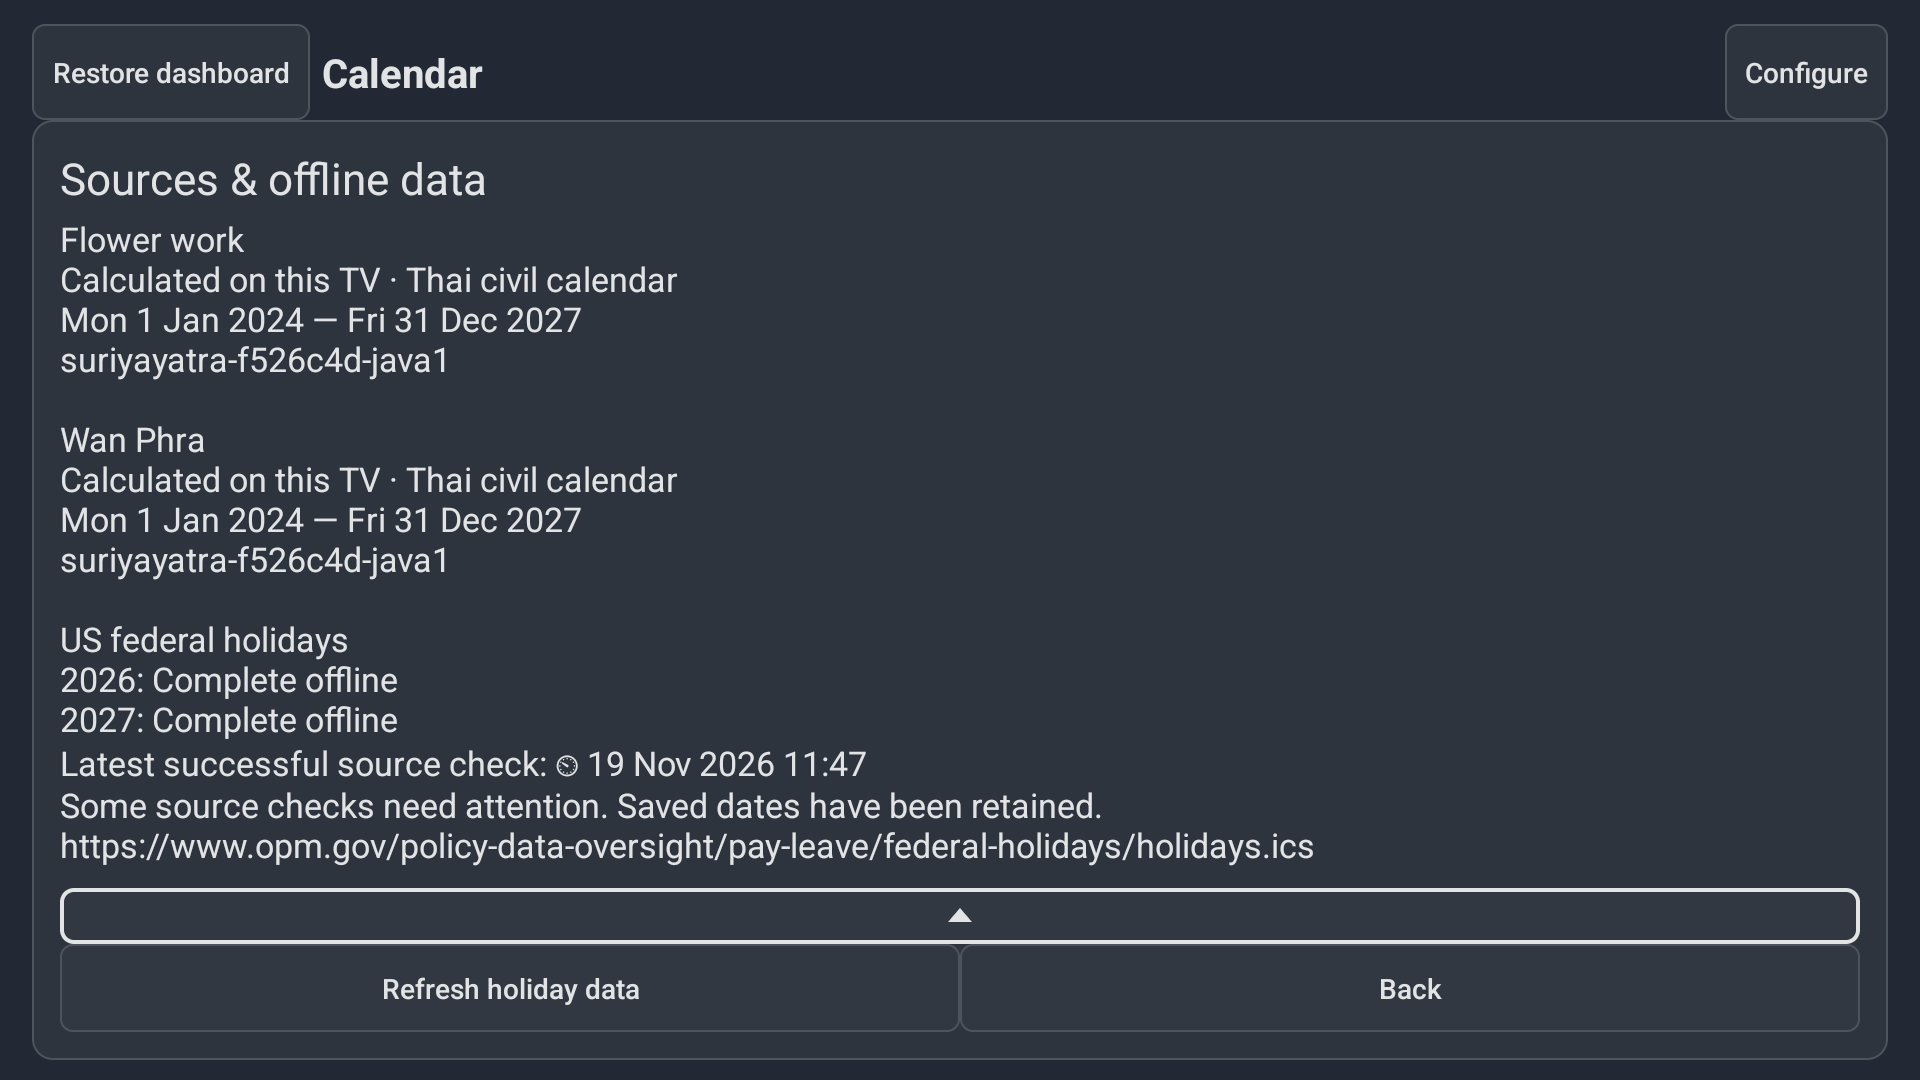 Restore dashboard
Calendar
Configure
Sources & offline data
Flower work
Calculated on this TV · Thai civil calendar
Mon 1 Jan 2024 — Fri 31 Dec 2027
suriyayatra-f526c4d-java1
Wan Phra
Calculated on this TV · Thai civil calendar
Mon 1 Jan 2024 — Fri 31 Dec 2027
suriyayatra-f526c4d-java1
US federal holidays
2026: Complete offline
2027: Complete offline
Latest successful source check: ⏲ 19 Nov 2026 11:47
Some source checks need attention. Saved dates have been retained.
https://www.opm.gov/policy-data-oversight/pay-leave/federal-holidays/holidays.ics
Refresh holiday data
Back